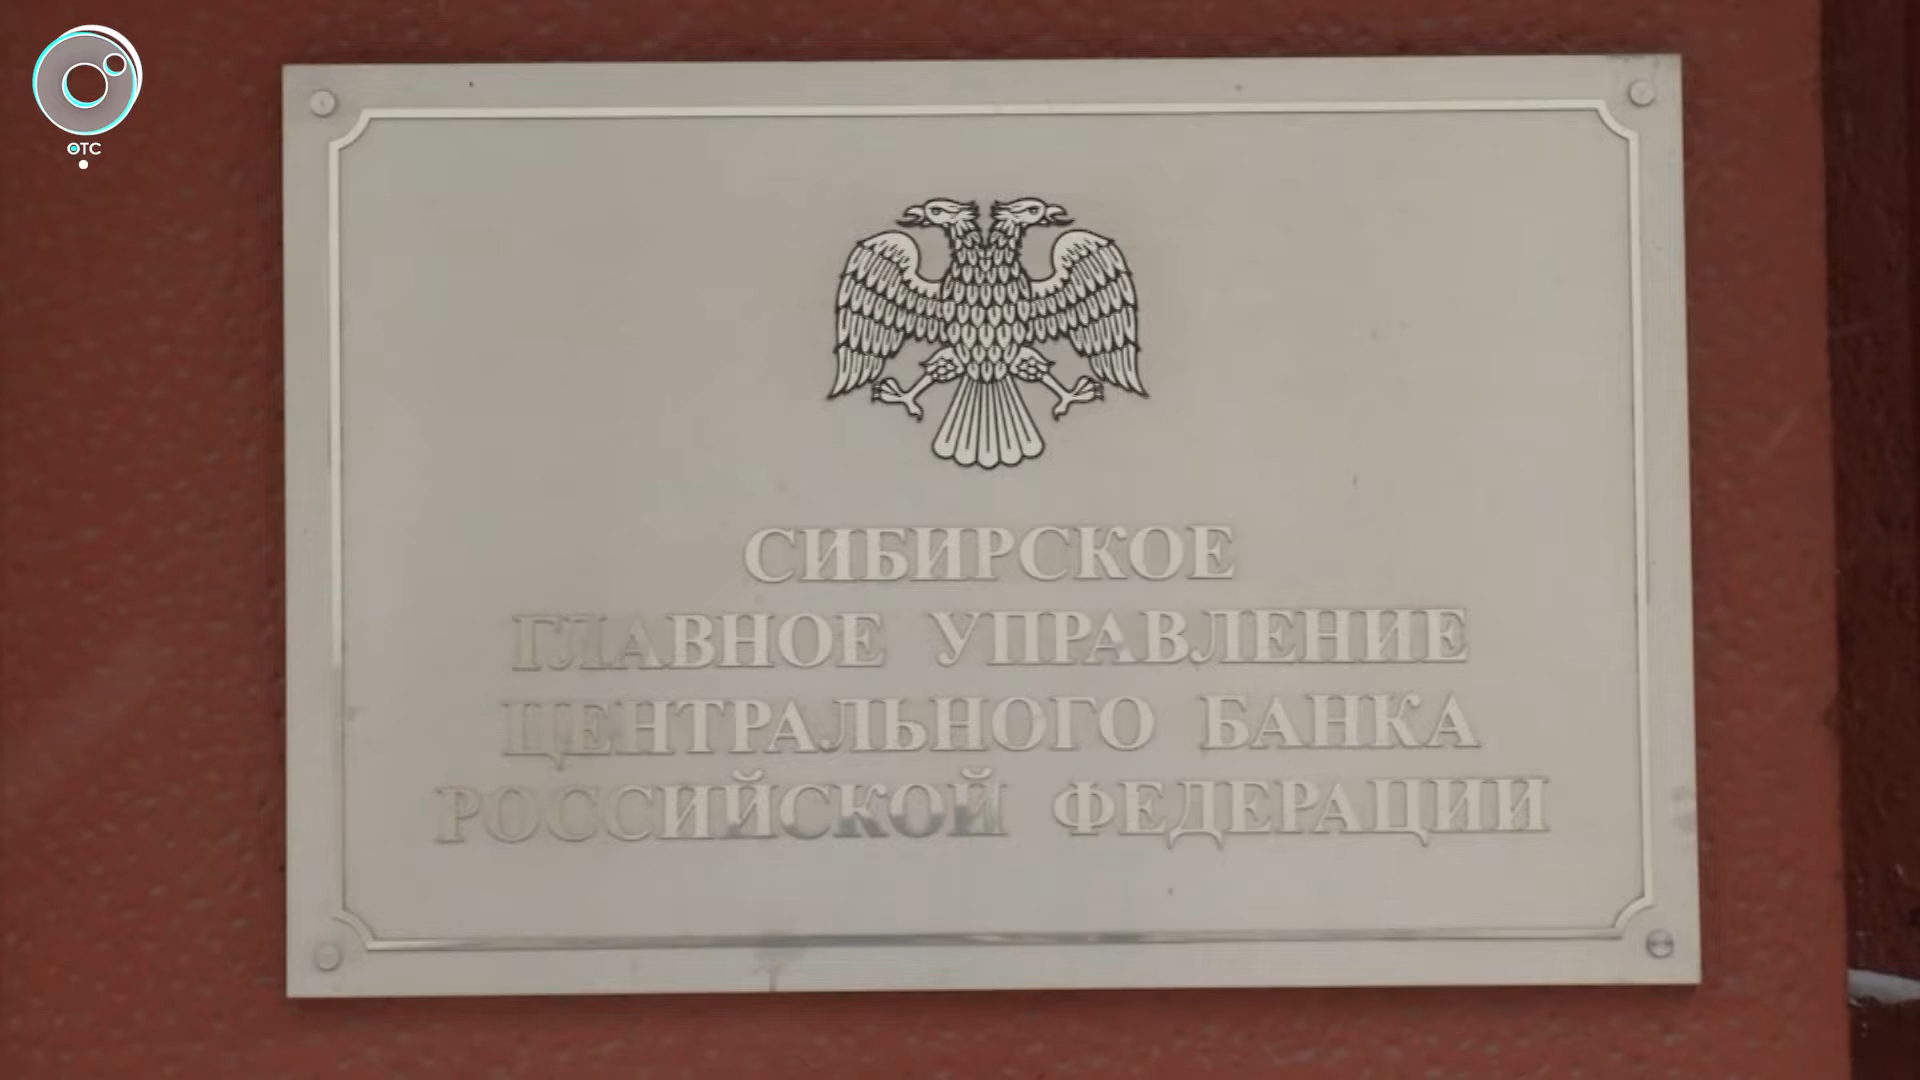 ОТС
СИБИРСКОЕ
ГЛАВНОЕ УПРАВЛЕНИЕ
ЦЕНТРАЛЬНОГО БАНКА
РОССИЙСКОЙ ФЕДЕРАЦИИ